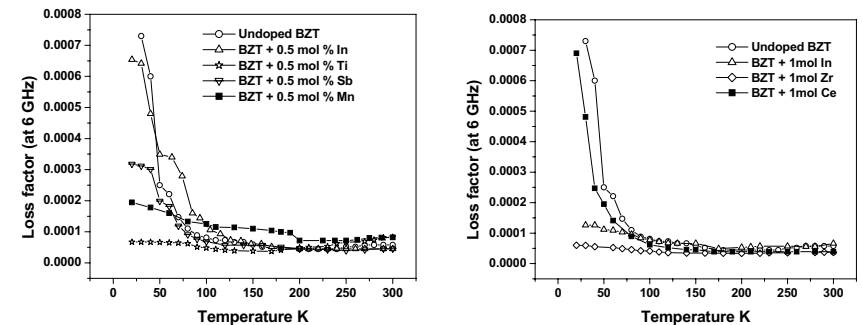 0.0008
0.0007
0.0006
0.0005
0.0004
0.0003
0.0002
0.0001
0.0000
Loss factor (at 6 GHz)
Undoped BZT
BZT + 0.5 mol % In
BZT + 0.5 mol % Ti
BZT + 0.5 mol % Sb
BZT + 0.5 mol % Mn
0 50 100 150 200 250 300
Temperature K
0.0008
0.0007
0.0006
0.0005
0.0004
0.0003
0.0002
0.0001
0.0000
Loss factor (at 6 GHz)
Undoped BZT
BZT + 1mol In
BZT + 1mol Zr
BZT + 1mol Ce
0 50 100 150 200 250 300
Temperature K